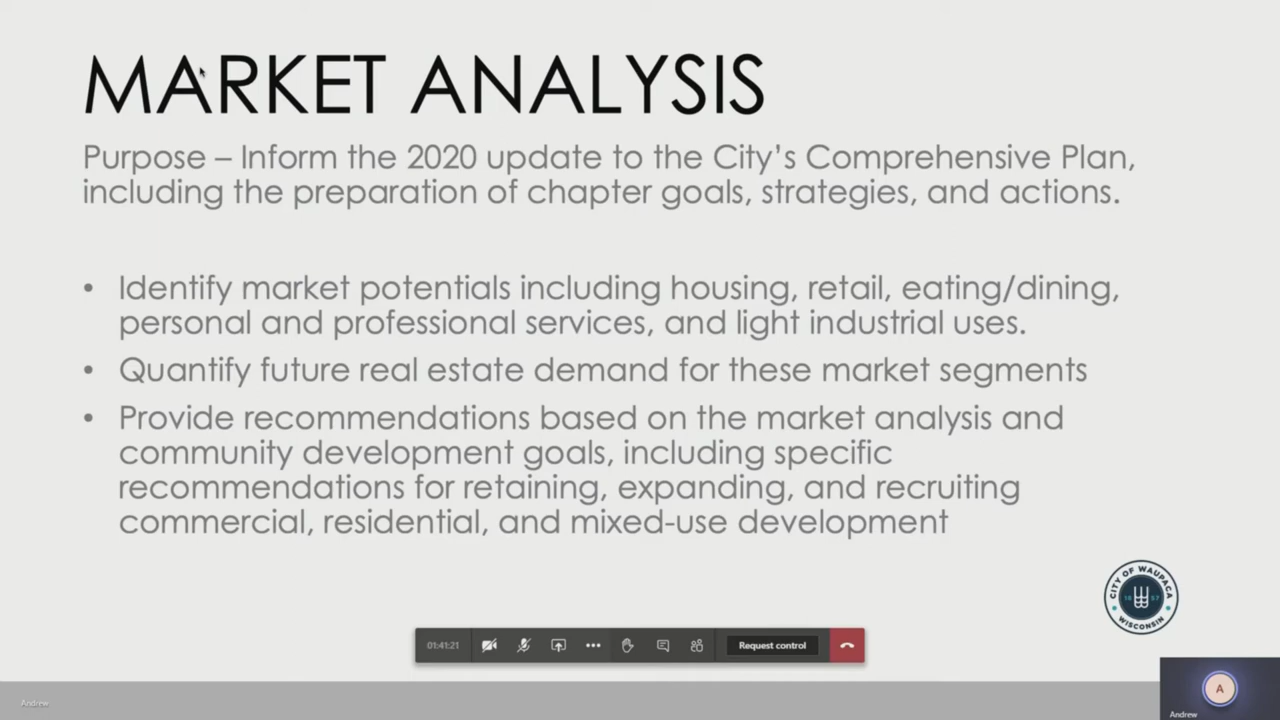 MARKET ANALYSIS
Purpose – Inform the 2020 update to the City's Comprehensive Plan,
including the preparation of chapter goals, strategies, and actions.
• Identify market potentials including housing, retail, eating/dining,
personal and professional services, and light industrial uses.
• Quantify future real estate demand for these market segments
• Provide recommendations based on the market analysis and
community development goals, including specific
recommendations for retaining, expanding, and recruiting
commercial, residential, and mixed-use development
CITY OF WAUPACA
18 57
WISCONSIN
01:41:21
Request control
A
Andrew
Andrew